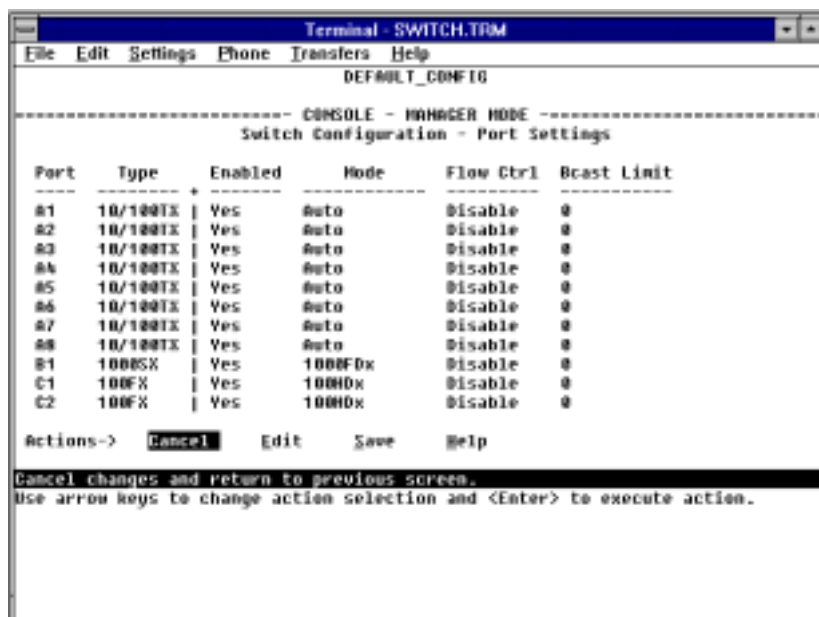 Terminal - SWITCH.TRM
File Edit Settings Phone Transfers Help
DEFAULT_CONFIG
---------------------------- CONSOLE - MANAGER MODE ----------------------------
Switch Configuration - Port Settings
Port Type Enabled Mode Flow Ctrl Bcast Limit
---- -------- + ------- ------------ --------- -----------
A1 10/100TX | Yes Auto Disable 0
A2 10/100TX | Yes Auto Disable 0
A3 10/100TX | Yes Auto Disable 0
A4 10/100TX | Yes Auto Disable 0
A5 10/100TX | Yes Auto Disable 0
A6 10/100TX | Yes Auto Disable 0
A7 10/100TX | Yes Auto Disable 0
A8 10/100TX | Yes Auto Disable 0
B1 1000SX | Yes 1000FDx Disable 0
C1 100FX | Yes 100HDx Disable 0
C2 100FX | Yes 100HDx Disable 0
Actions-> Cancel Edit Save Help
Cancel changes and return to previous screen.
Use arrow keys to change action selection and <Enter> to execute action.